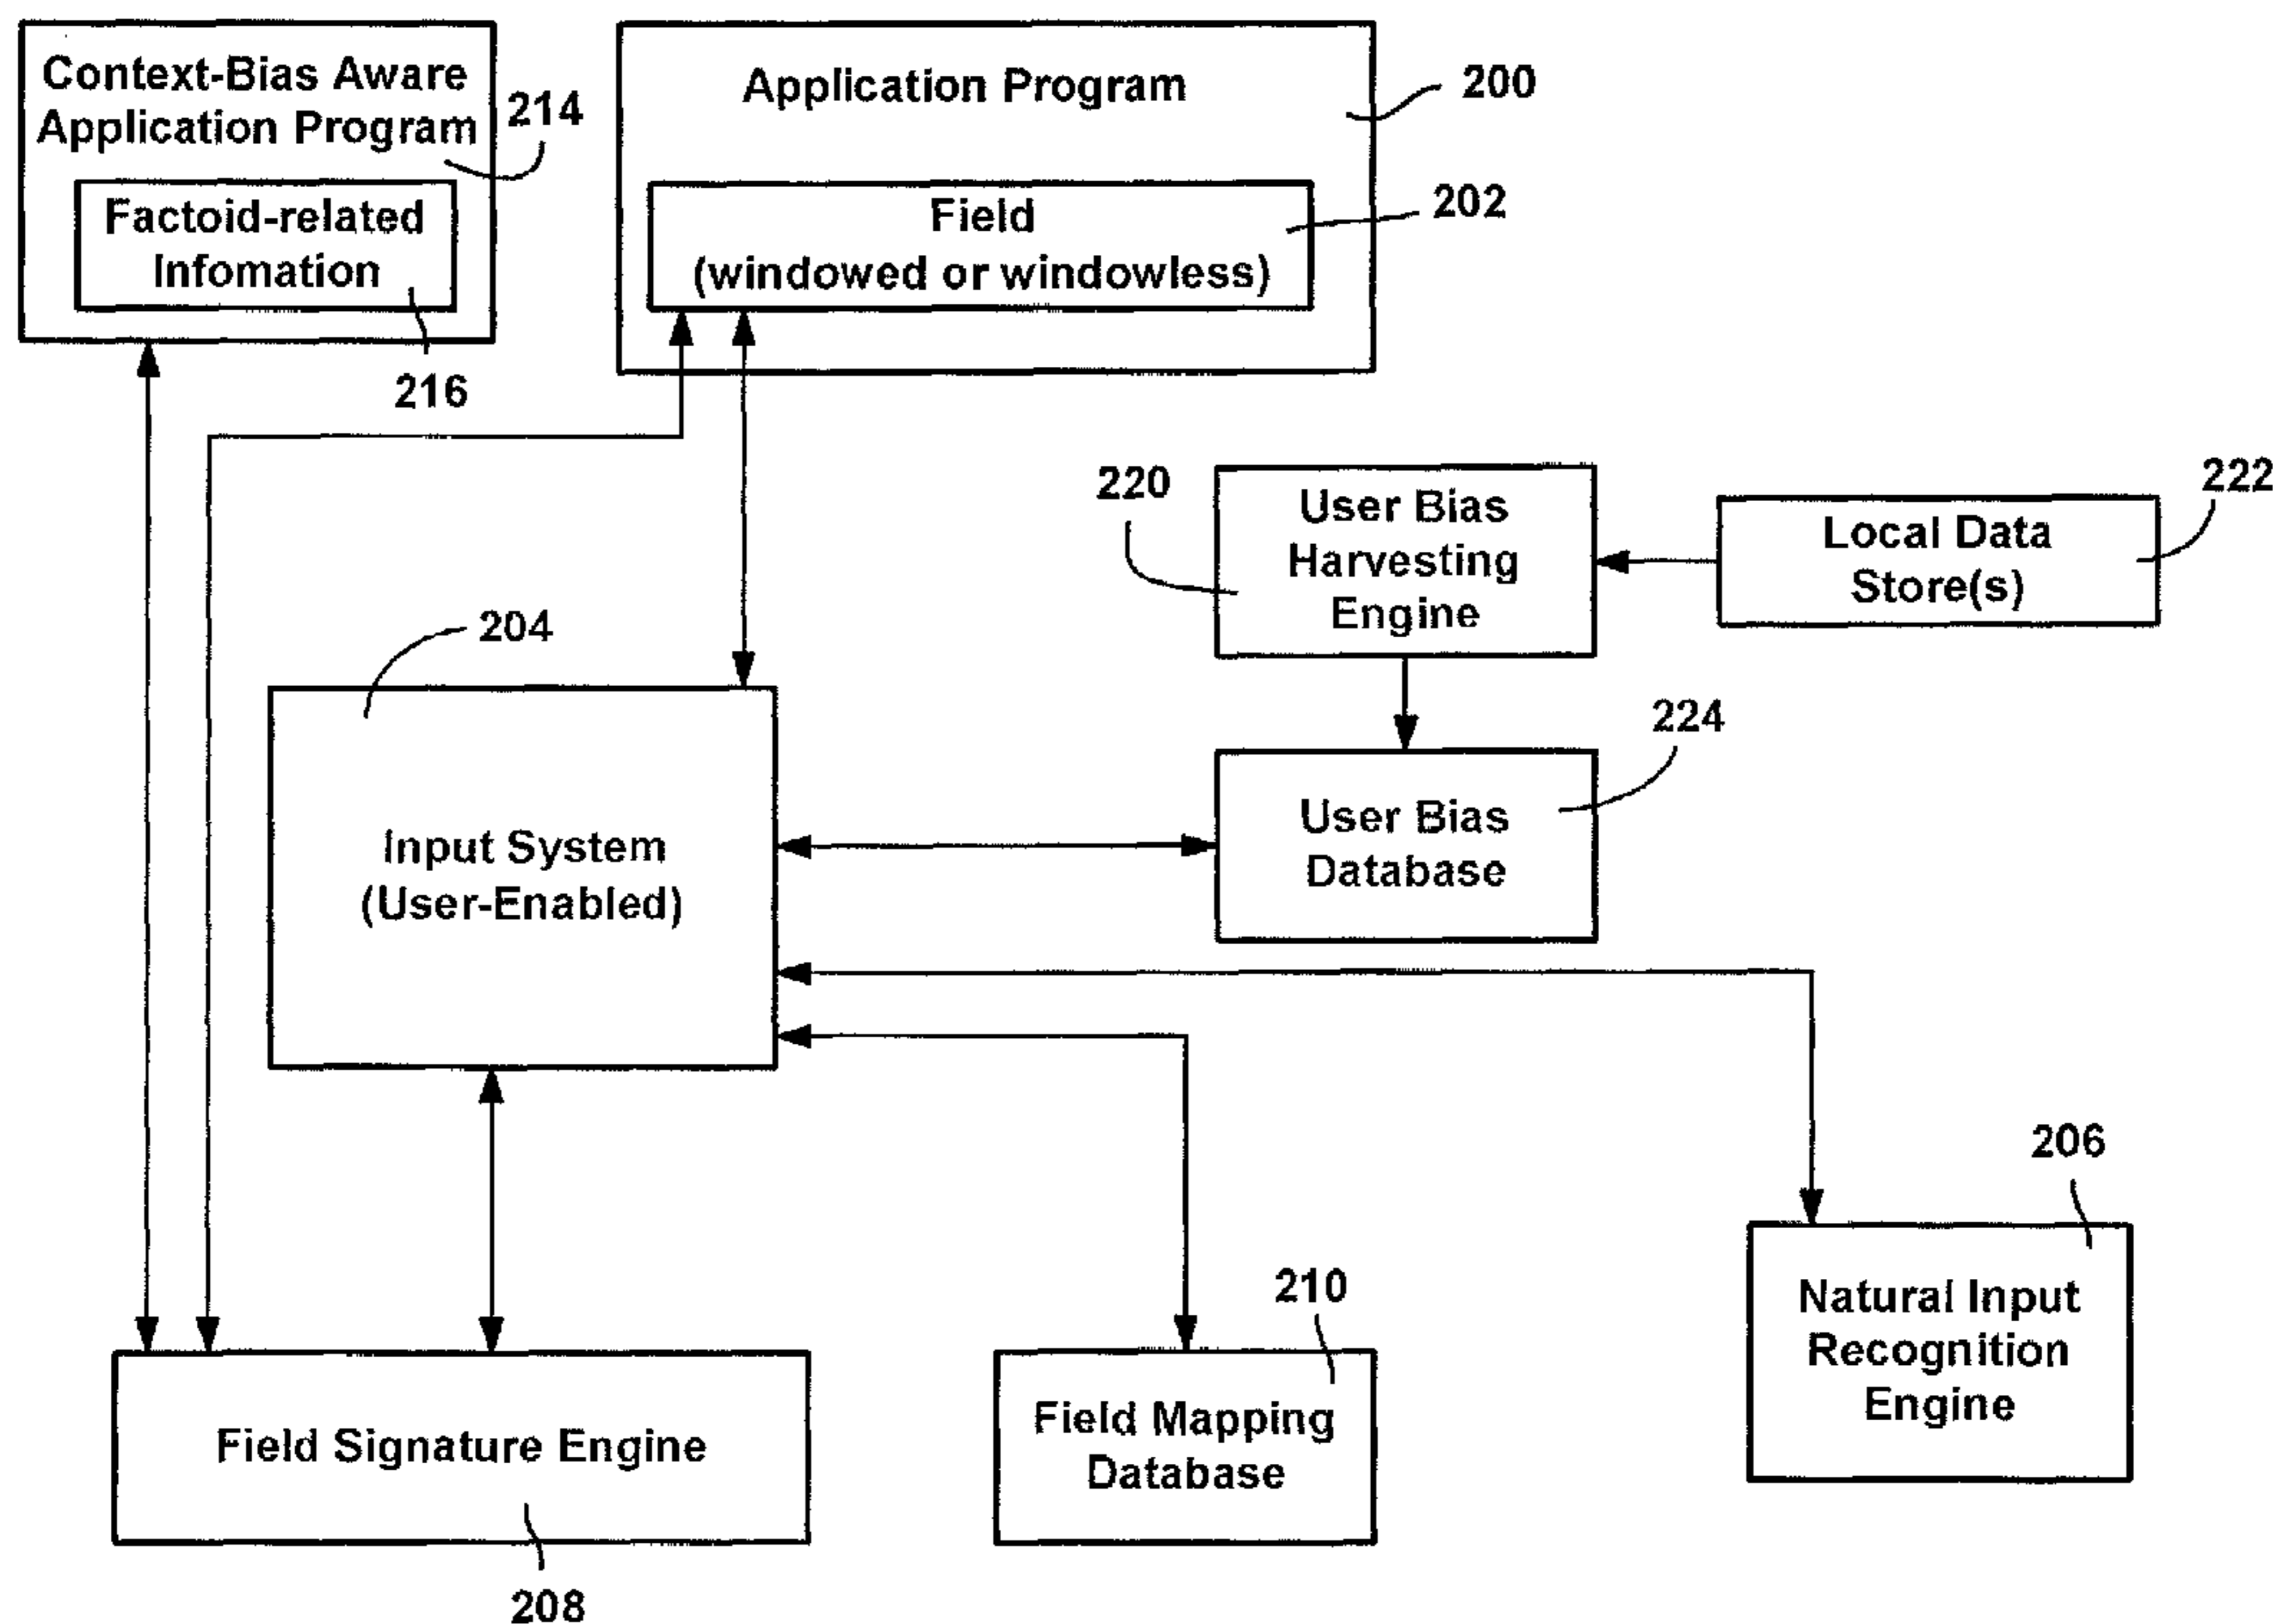 Context-Bias Aware
Application Program
214
Factoid-related
Infomation
216
Application Program
200
Field
(windowed or windowless)
202
220
User Bias
Harvesting
Engine
Local Data
Store(s)
222
204
Input System
(User-Enabled)
224
User Bias
Database
206
Natural Input
Recognition
Engine
210
Field Mapping
Database
Field Signature Engine
208